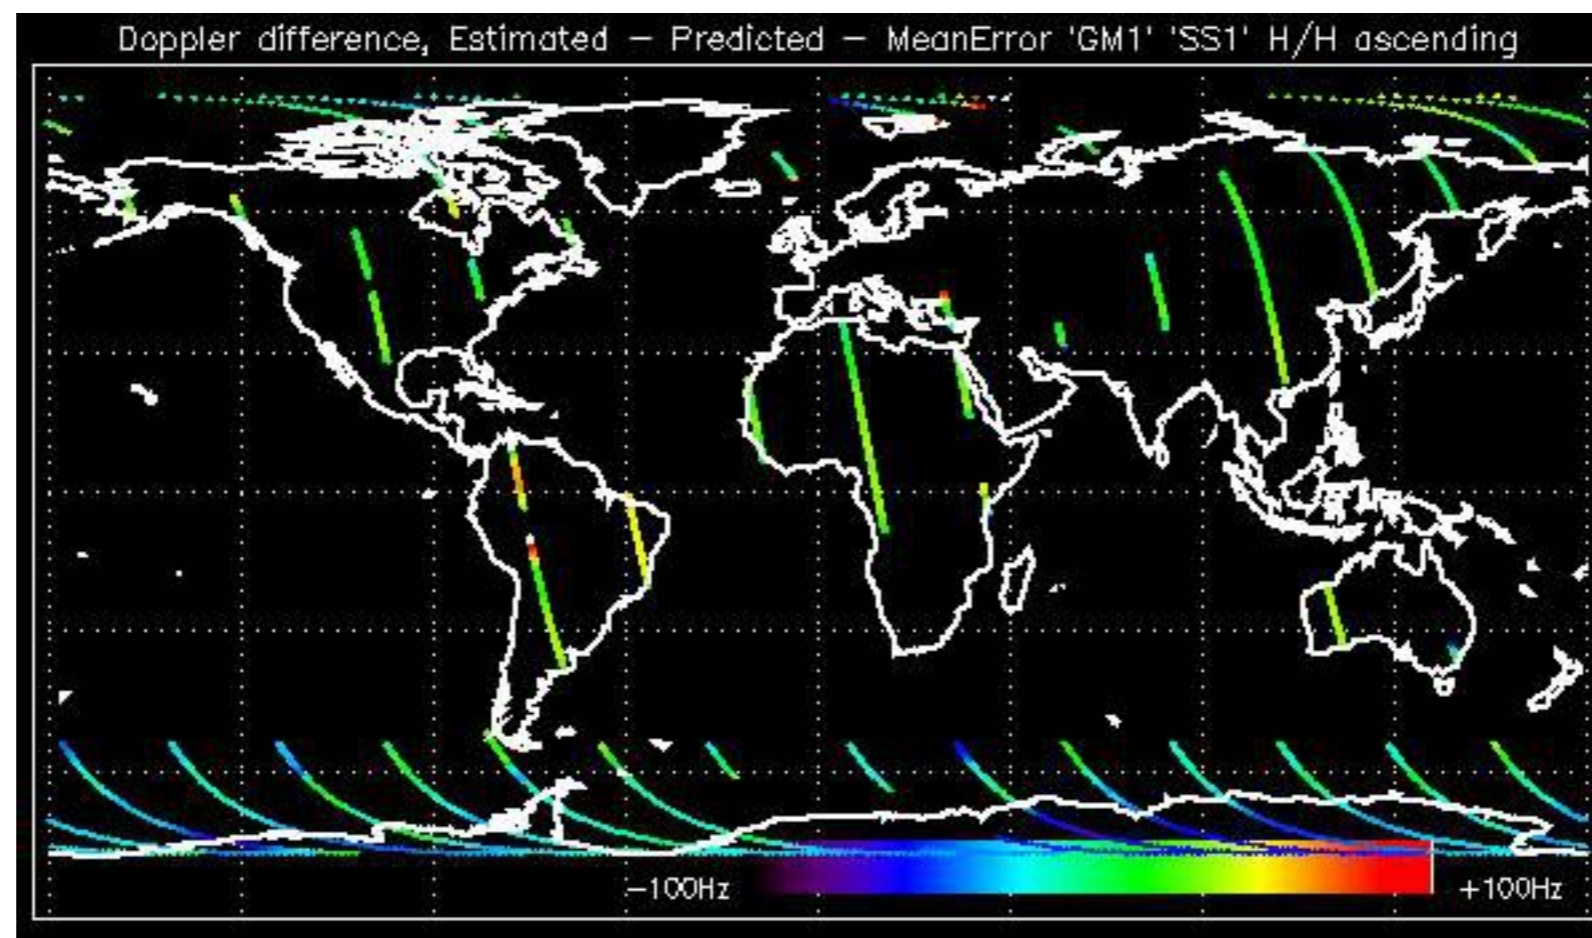 Doppler difference, Estimated — Predicted — MeanError 'GM1' 'SS1' H/H ascending
−100Hz
+100Hz